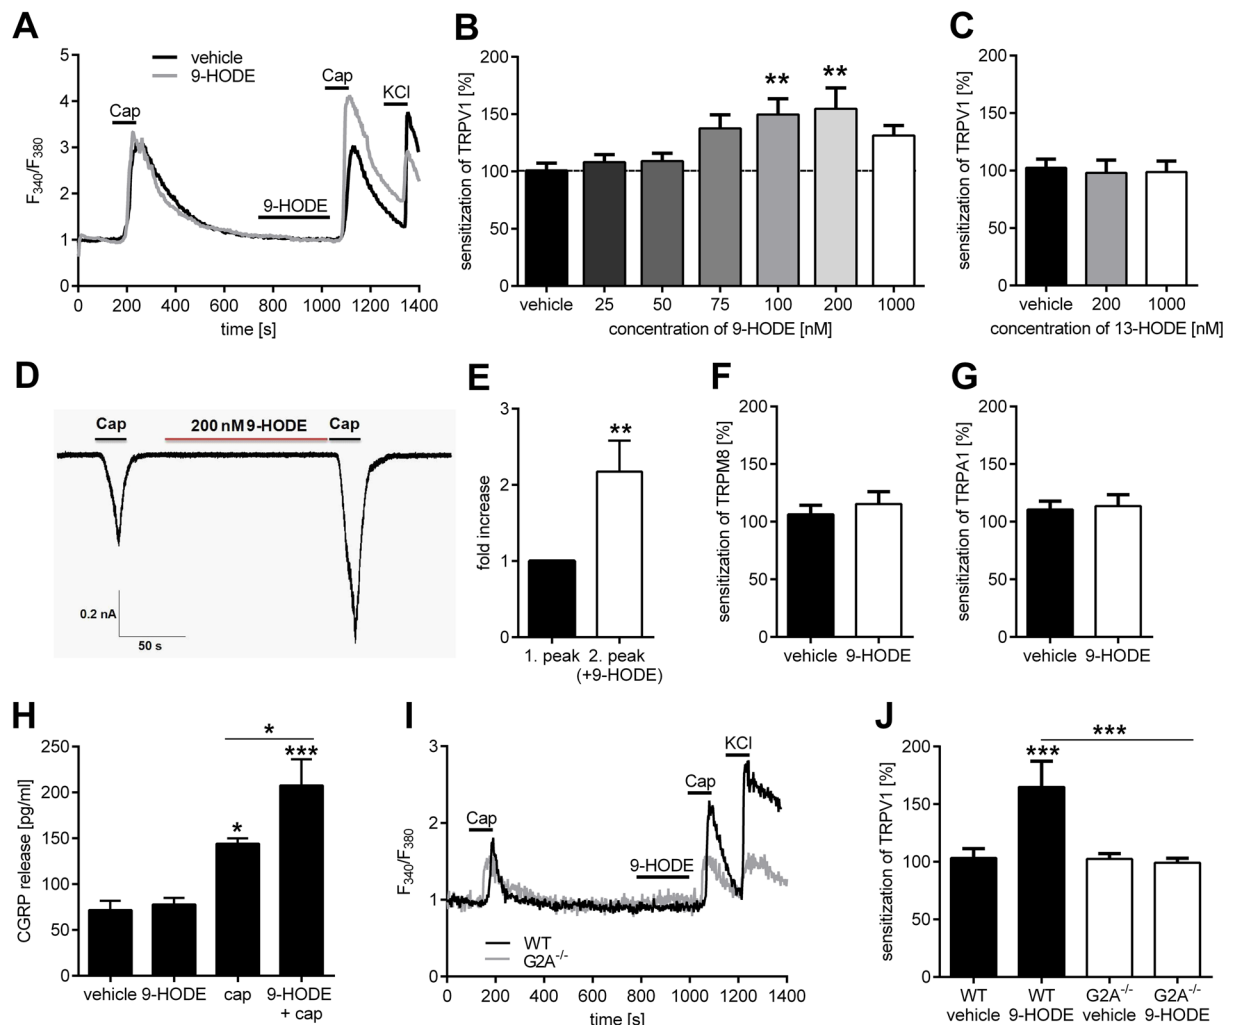 A
vehicle
9-HODE
Cap
Cap
KCl
9-HODE
F340/F380
5
4
3
2
1
0
0 200 400 600 800 1000 1200 1400
time [s]
B
sensitization of TRPV1 [%]
200
150
100
50
0
** **
vehicle 25 50 75 100 200 1000
concentration of 9-HODE [nM]
C
sensitization of TRPV1 [%]
200
150
100
50
0
vehicle 200 1000
concentration of 13-HODE [nM]
D
Cap 200 nM 9-HODE Cap
0.2 nA
50 s
E
fold increase
3
2
1
0
**
1. peak 2. peak
(+9-HODE)
F
sensitization of TRPM8 [%]
200
150
100
50
0
vehicle 9-HODE
G
sensitization of TRPA1 [%]
200
150
100
50
0
vehicle 9-HODE
H
CGRP release [pg/ml]
250
200
150
100
50
0
*
***
*
vehicle 9-HODE cap 9-HODE
+ cap
I
F340/F380
3
2
1
0
Cap
9-HODE
Cap
KCl
WT
G2A-/-
0 200 400 600 800 1000 1200 1400
time [s]
J
sensitization of TRPV1 [%]
200
150
100
50
0
***
***
WT WT G2A-/- G2A-/-
vehicle 9-HODE vehicle 9-HODE